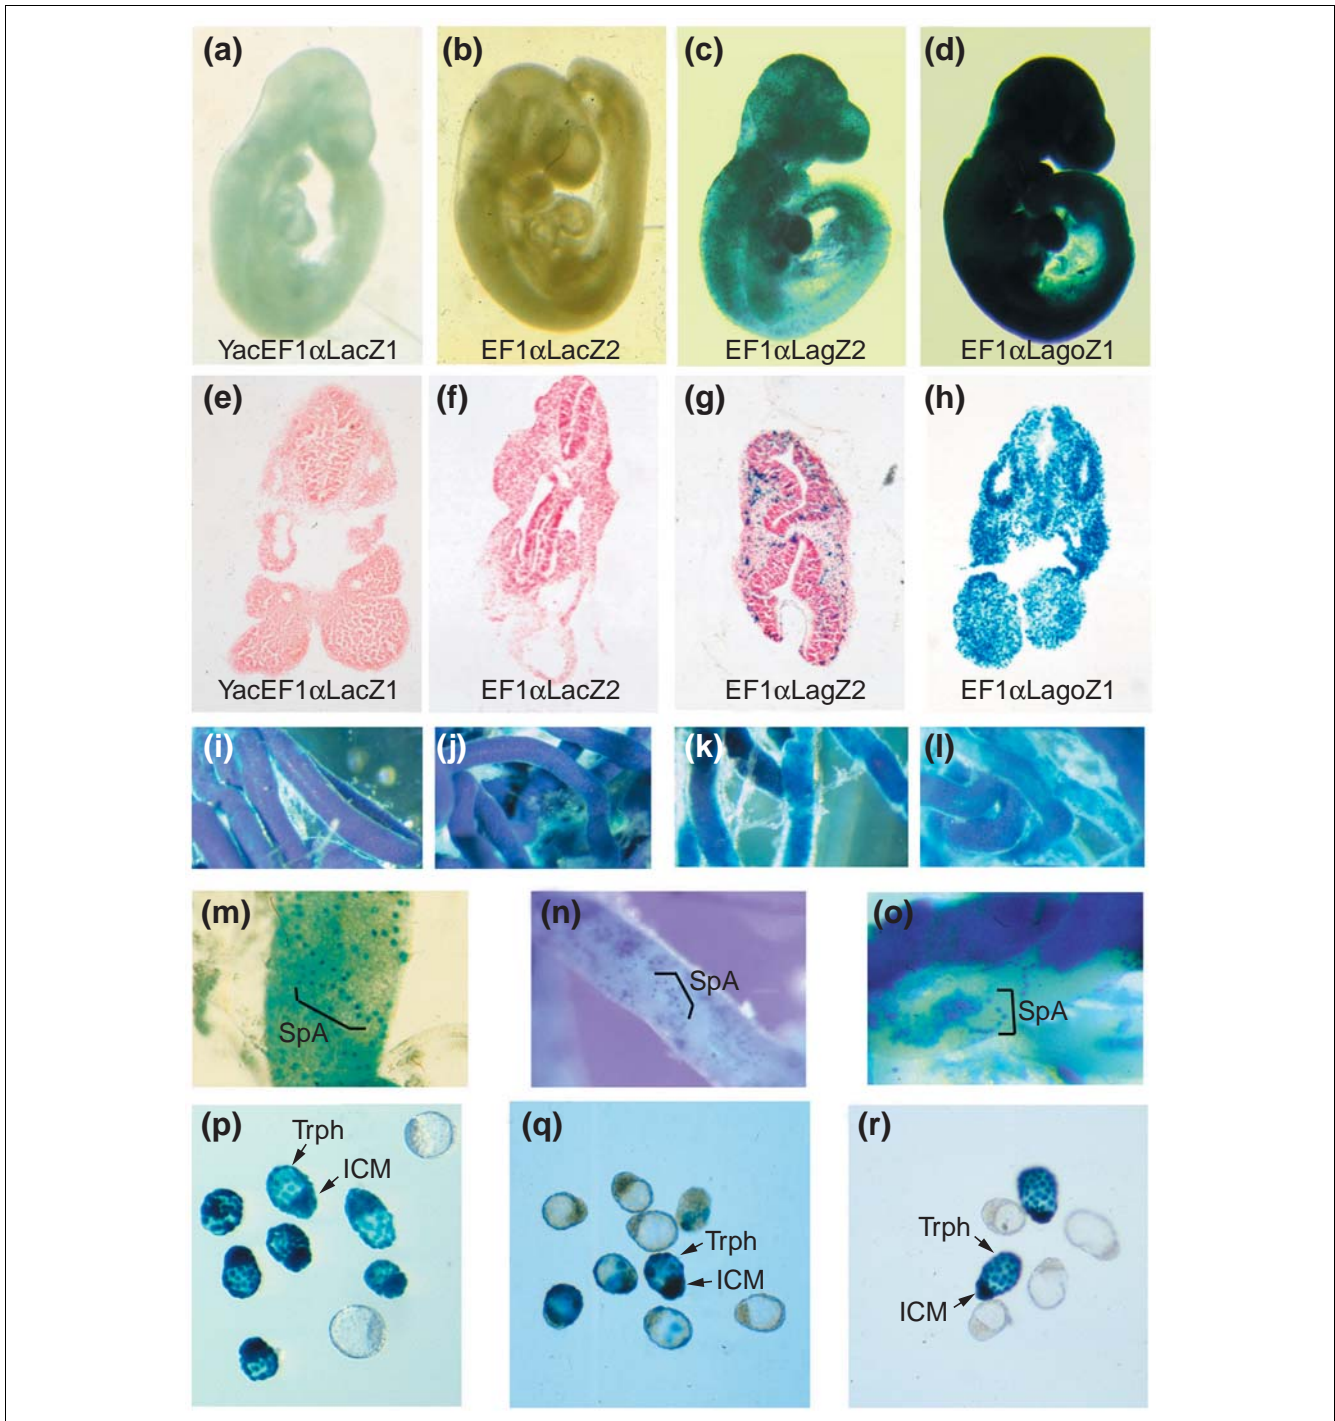 (a) (b) (c) (d)
YacEF1αLacZ1 EF1αLacZ2 EF1αLagZ2 EF1αLagoZ1
(e) (f) (g) (h)
YacEF1αLacZ1 EF1αLacZ2 EF1αLagZ2 EF1αLagoZ1
(i) (j) (k) (l)
(m) (n) (o)
SpA SpA SpA
(p) (q) (r)
Trph
ICM
Trph
ICM
Trph
ICM